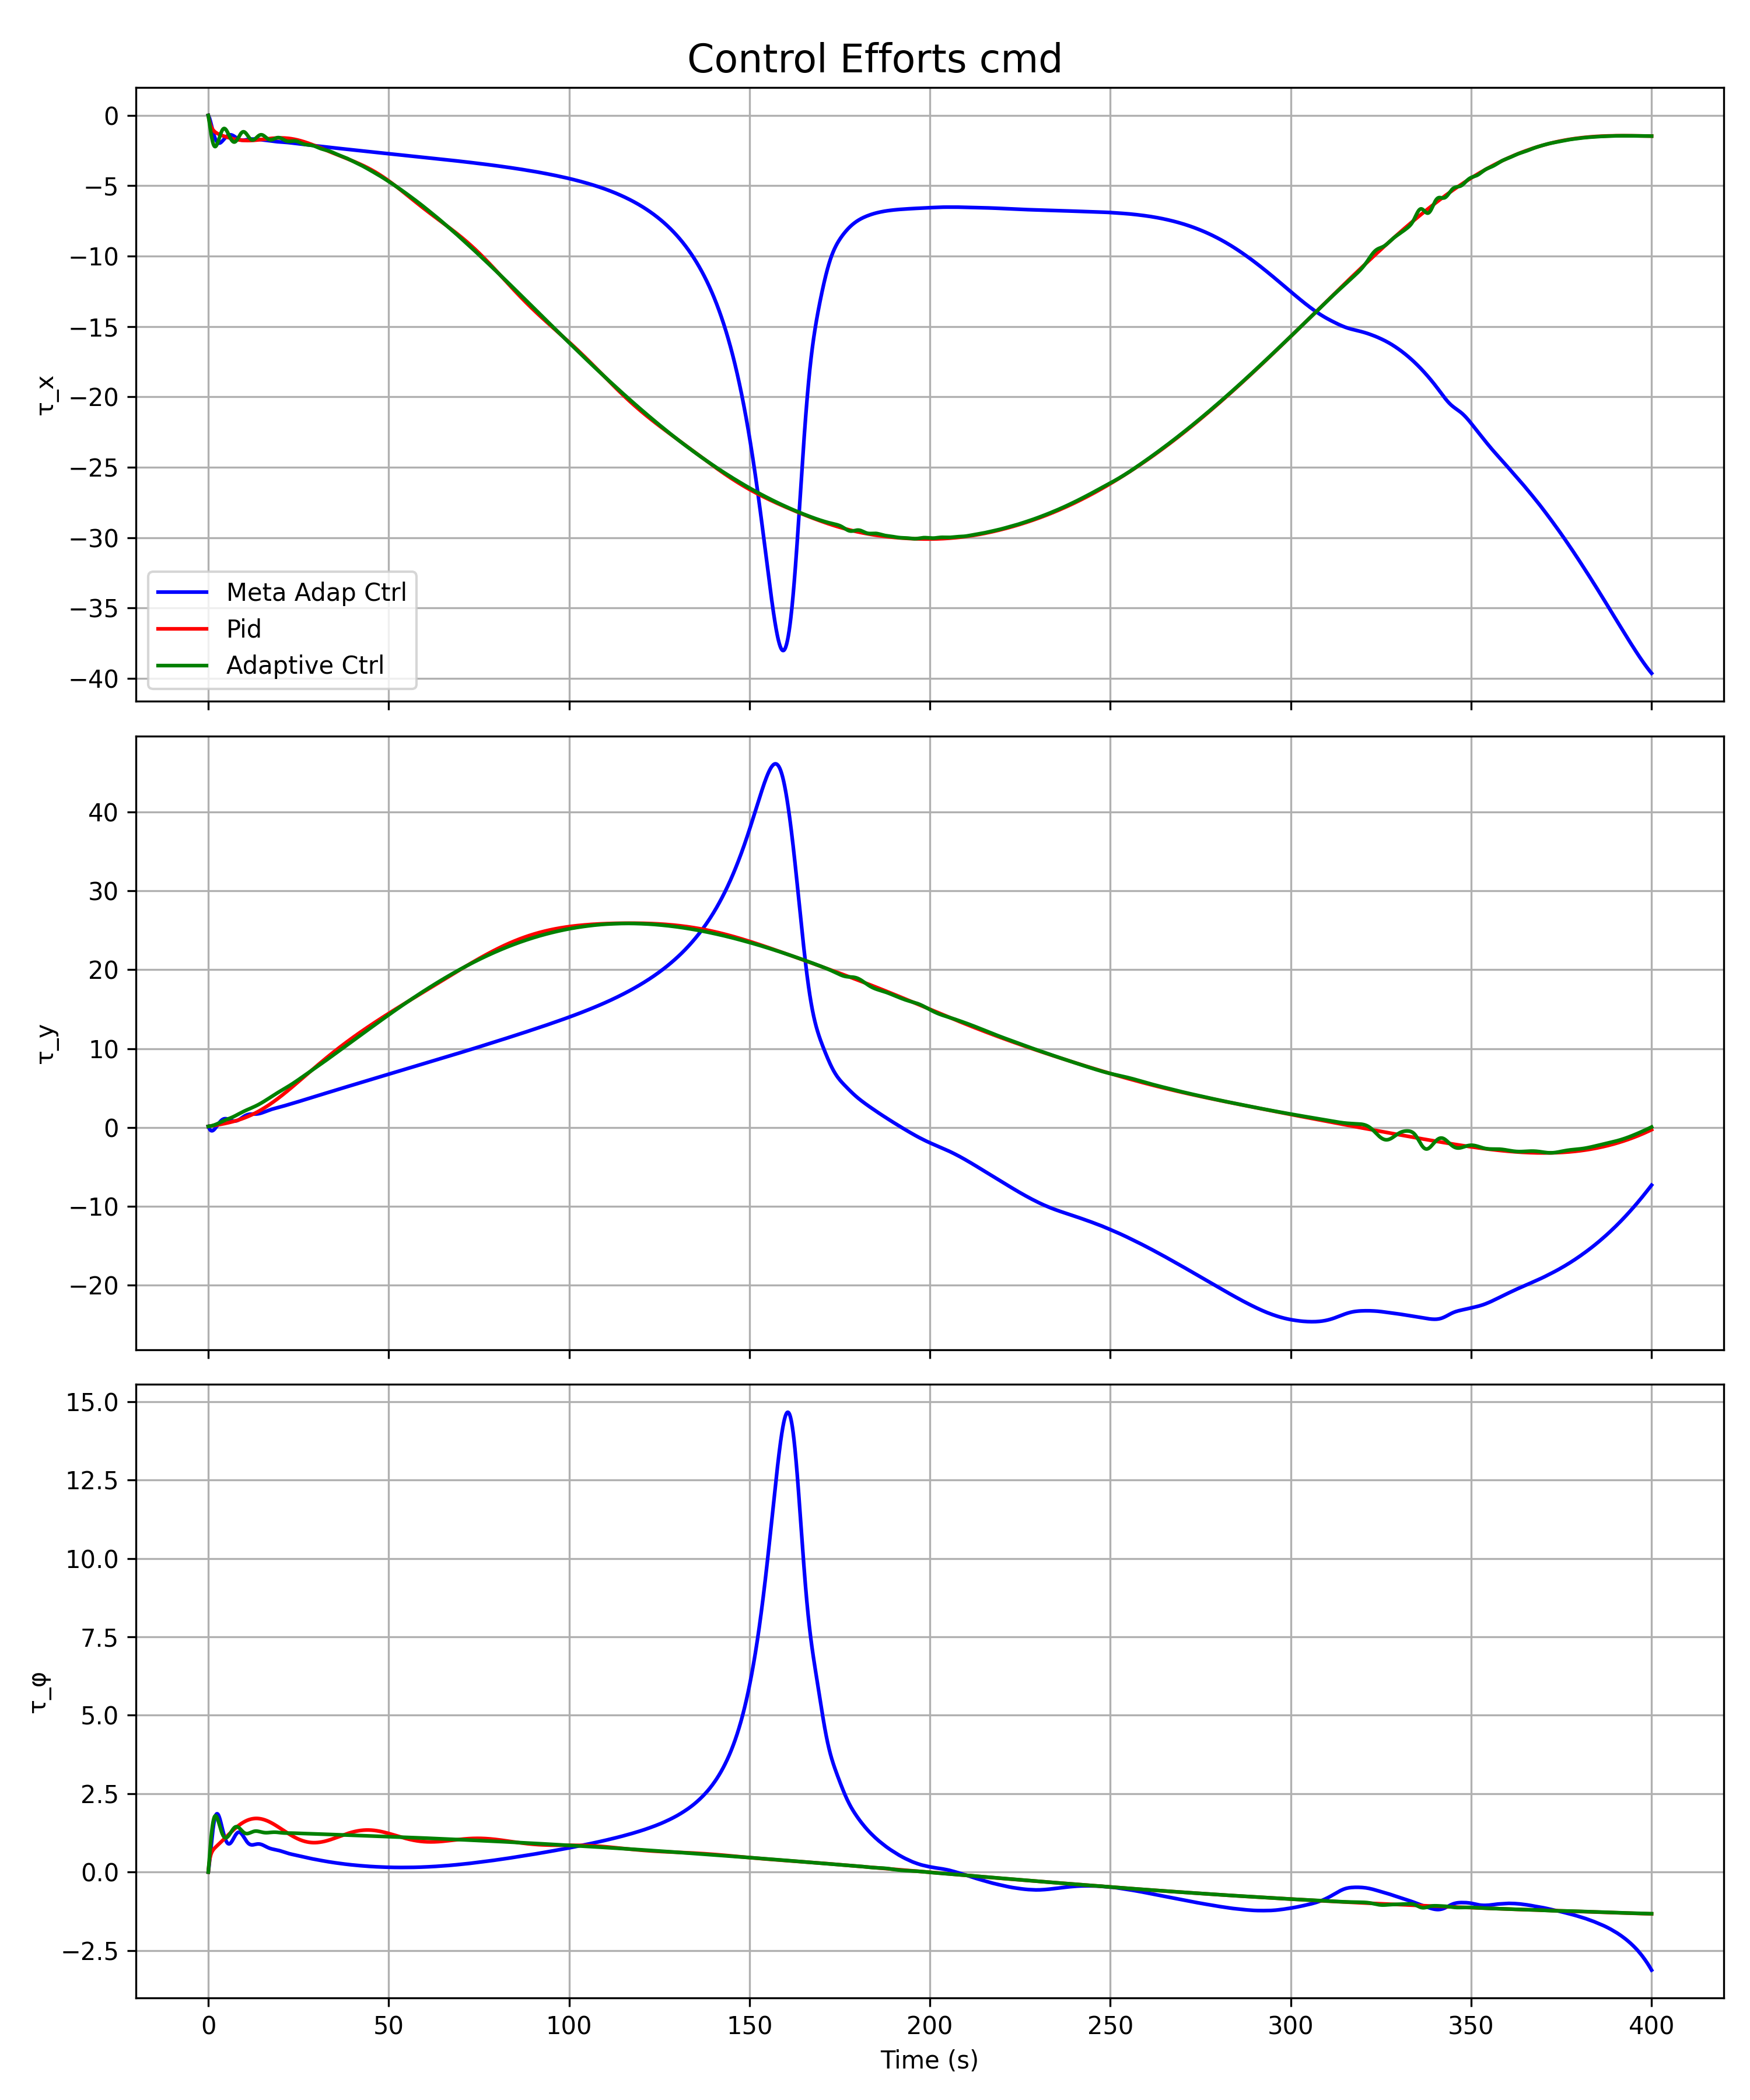 Control Efforts cmd
0
−5
−10
−15
−20
−25
−30
−35
−40
τ_x
Meta Adap Ctrl
Pid
Adaptive Ctrl
40
30
20
10
0
−10
−20
τ_y
15.0
12.5
10.0
7.5
5.0
2.5
0.0
−2.5
τ_φ
0 50 100 150 200 250 300 350 400
Time (s)